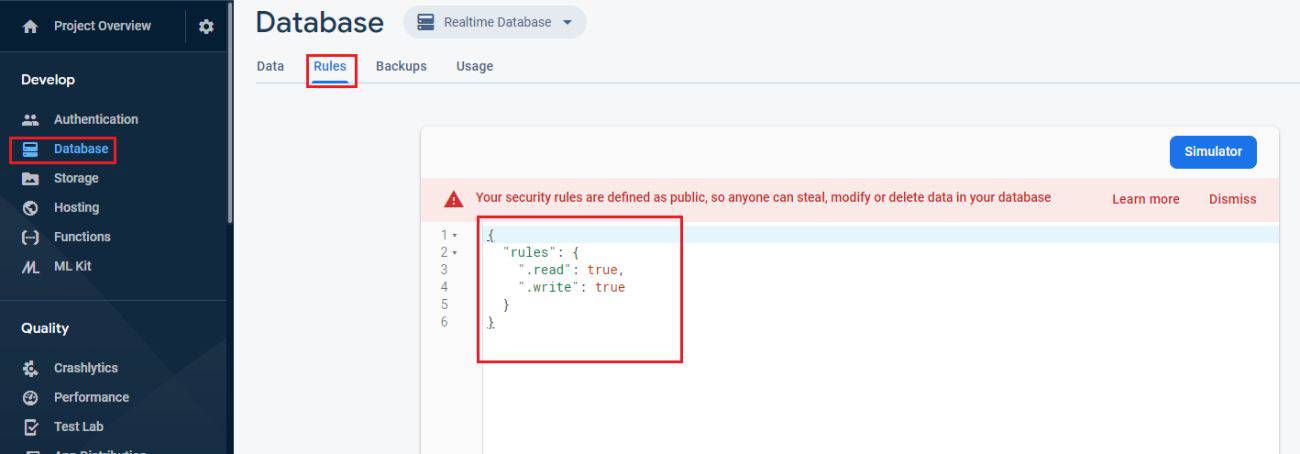 Project Overview
Develop
Authentication
Database
Storage
Hosting
Functions
ML Kit
Quality
Crashlytics
Performance
Test Lab
App Distribution
Database
Realtime Database
Data Rules Backups Usage
Simulator
Your security rules are defined as public, so anyone can steal, modify or delete data in your database Learn more Dismiss
1 {
2 "rules": {
3 ".read": true,
4 ".write": true
5 }
6 }